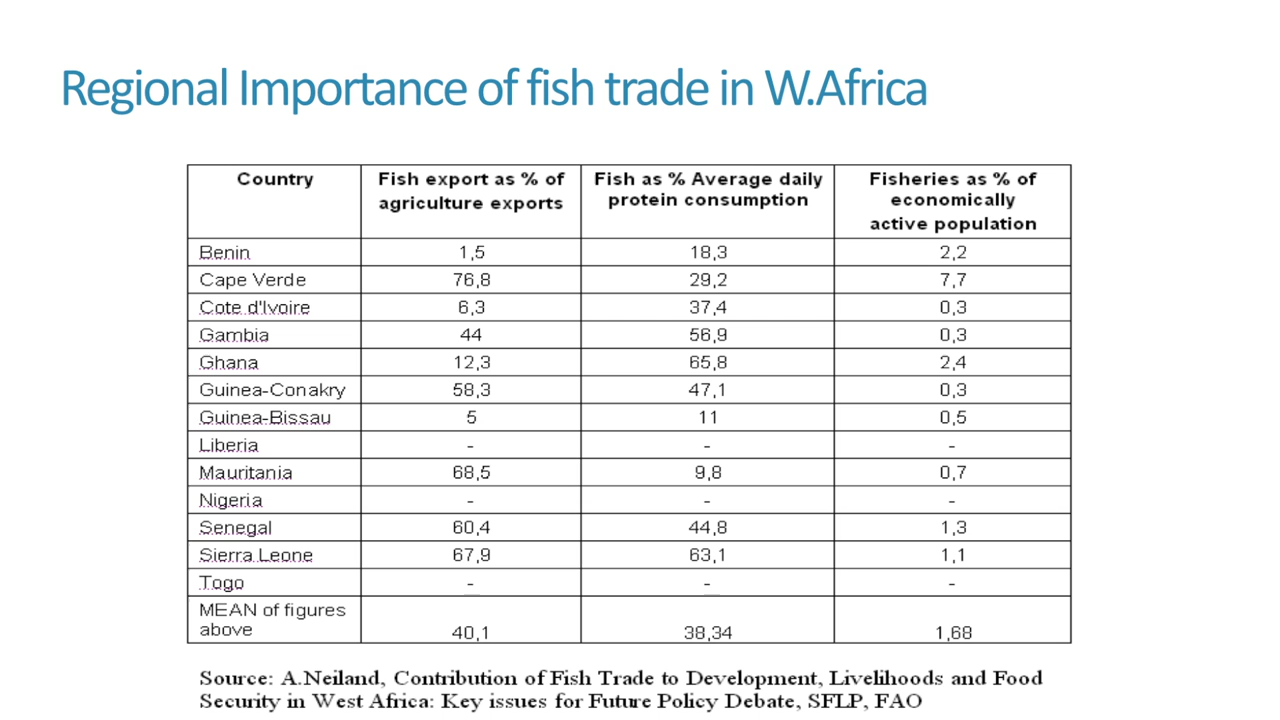 Regional Importance of fish trade in W.Africa
Country Fish export as % of agriculture exports Fish as % Average daily protein consumption Fisheries as % of economically active population
Benin 1,5 18,3 2,2
Cape Verde 76,8 29,2 7,7
Cote d'Ivoire 6,3 37,4 0,3
Gambia 44 56,9 0,3
Ghana 12,3 65,8 2,4
Guinea-Conakry 58,3 47,1 0,3
Guinea-Bissau 5 11 0,5
Liberia - - -
Mauritania 68,5 9,8 0,7
Nigeria - - -
Senegal 60,4 44,8 1,3
Sierra Leone 67,9 63,1 1,1
Togo - - -
MEAN of figures above 40,1 38,34 1,68
Source: A.Neiland, Contribution of Fish Trade to Development, Livelihoods and Food
Security in West Africa: Key issues for Future Policy Debate, SFLP, FAO